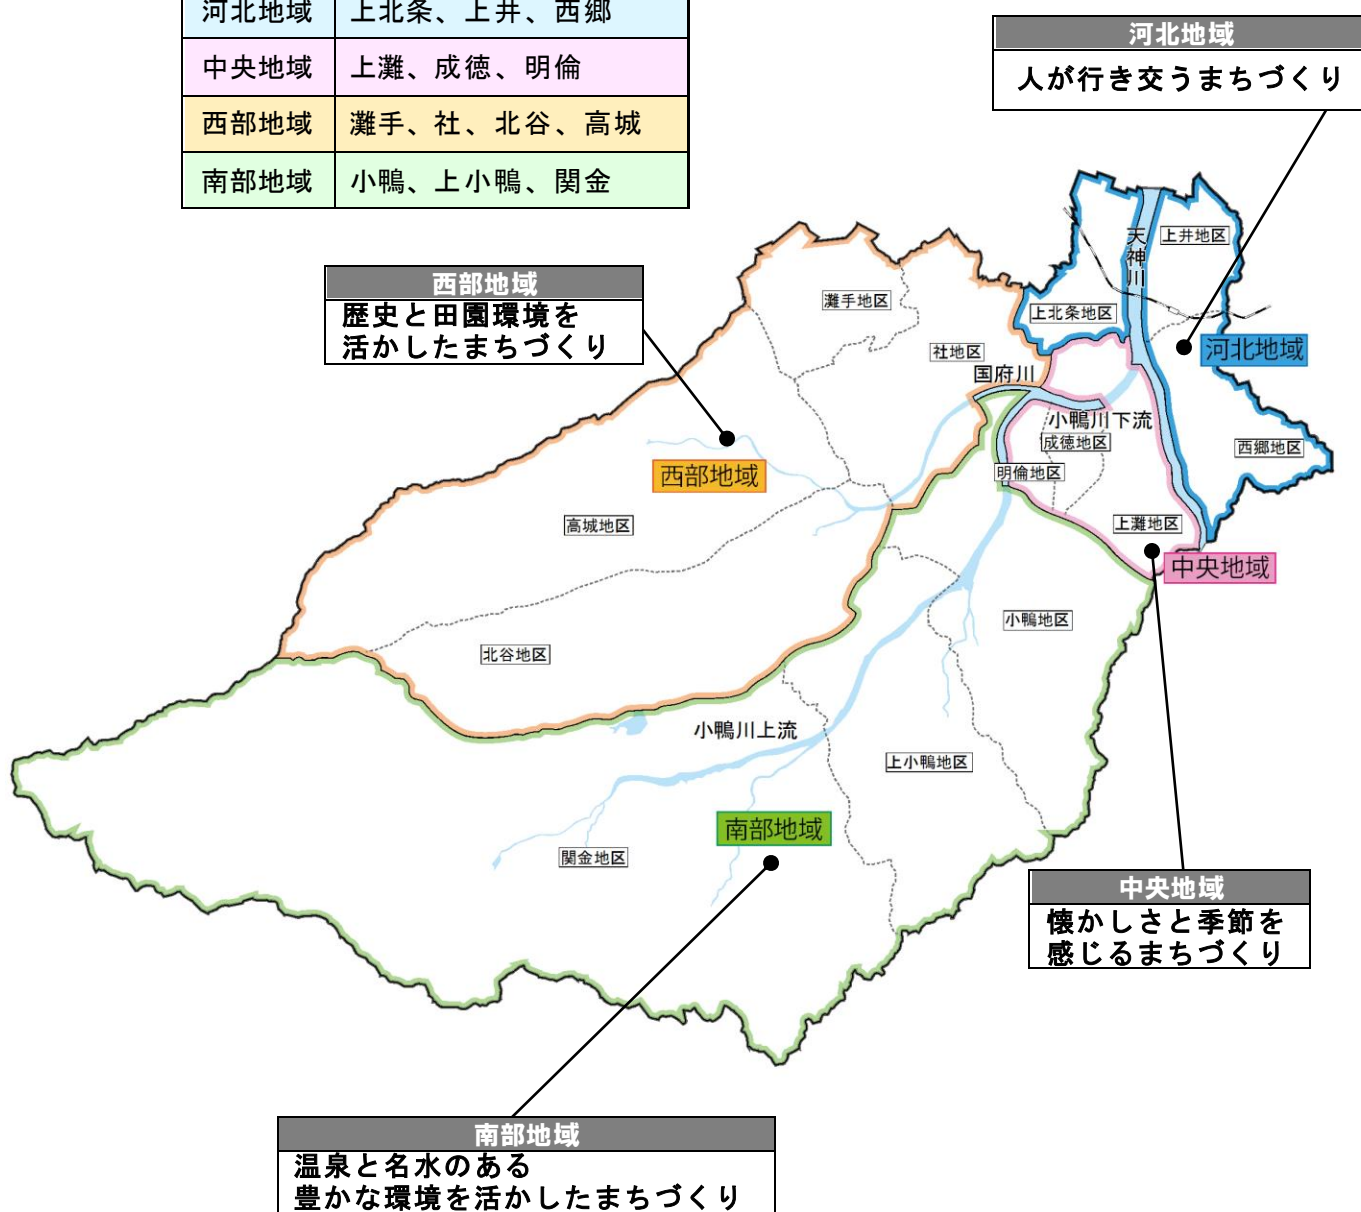 河北地域 上北条、上井、西郷
中央地域 上灘、成徳、明倫
西部地域 灘手、社、北谷、高城
南部地域 小鴨、上小鴨、関金
河北地域
人が行き交うまちづくり
西部地域
歴史と田園環境を
活かしたまちづくり
天神川
上井地区
灘手地区
上北条地区
社地区
河北地域
国府川
小鴨川下流
成徳地区
西郷地区
明倫地区
西部地域
高城地区
上灘地区
中央地域
小鴨地区
北谷地区
小鴨川上流
上小鴨地区
南部地域
関金地区
中央地域
懐かしさと季節を
感じるまちづくり
南部地域
温泉と名水のある
豊かな環境を活かしたまちづくり